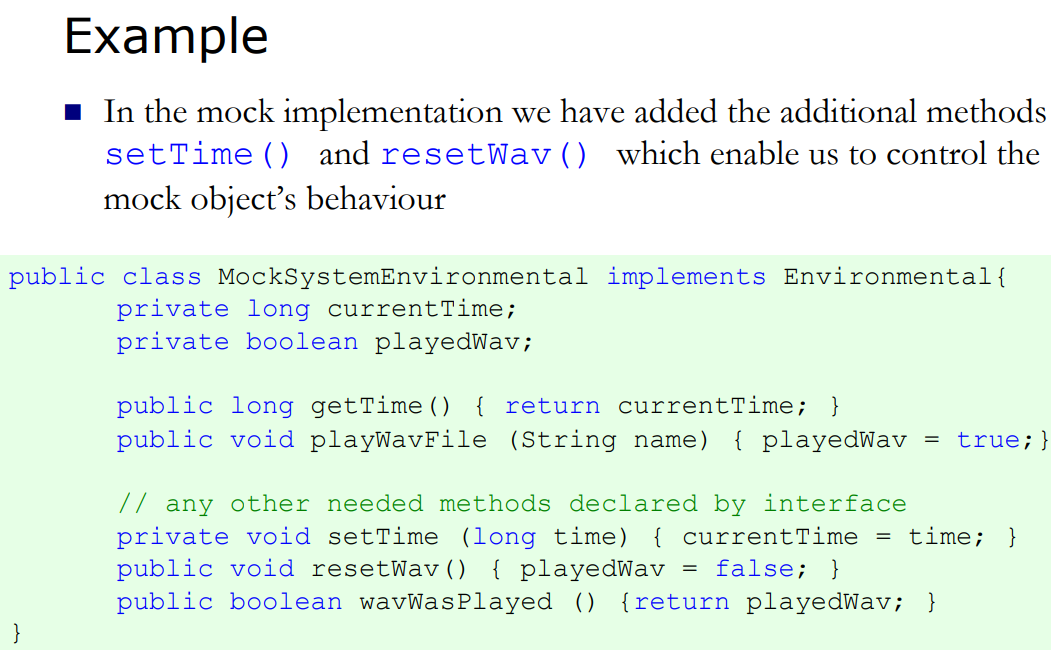 Example
In the mock implementation we have added the additional methods
setTime() and resetWav() which enable us to control the
mock object’s behaviour
public class MockSystemEnvironmental implements Environmental{
private long currentTime;
private boolean playedWav;
public long getTime() { return currentTime; }
public void playWavFile (String name) { playedWav = true;}
// any other needed methods declared by interface
private void setTime (long time) { currentTime = time; }
public void resetWav() { playedWav = false; }
public boolean wavWasPlayed () {return playedWav; }
}